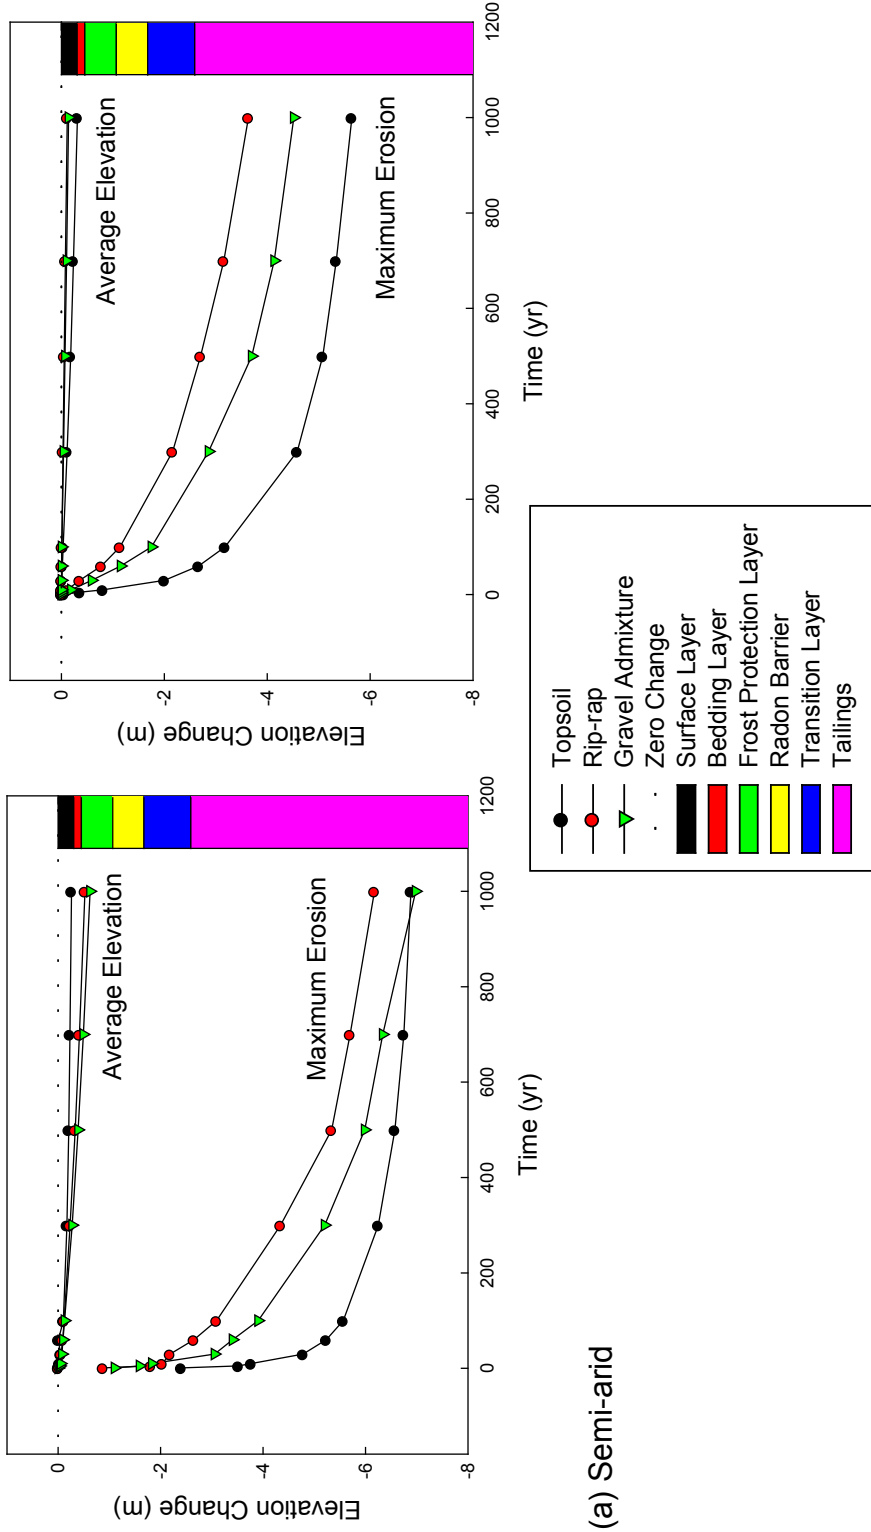 Elevation Change (m)
0
-2
-4
-6
-8
Average Elevation
Maximum Erosion
0 200 400 600 800 1000 1200
Time (yr)
Elevation Change (m)
0
-2
-4
-6
-8
Average Elevation
Maximum Erosion
0 200 400 600 800 1000 1200
Time (yr)
Topsoil
Rip-rap
Gravel Admixture
Zero Change
Surface Layer
Bedding Layer
Frost Protection Layer
Radon Barrier
Transition Layer
Tailings
(a) Semi-arid